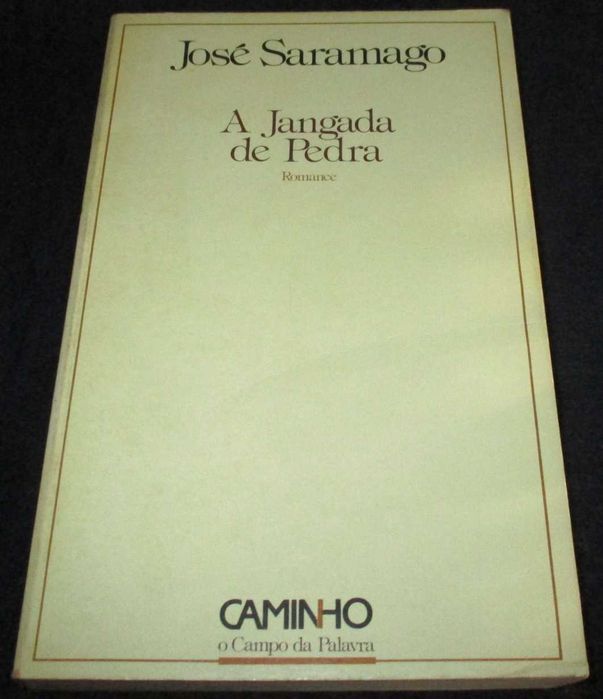 José Saramago
A Jangada
de Pedra
Romance
CAMINHO
o Campo da Palavra